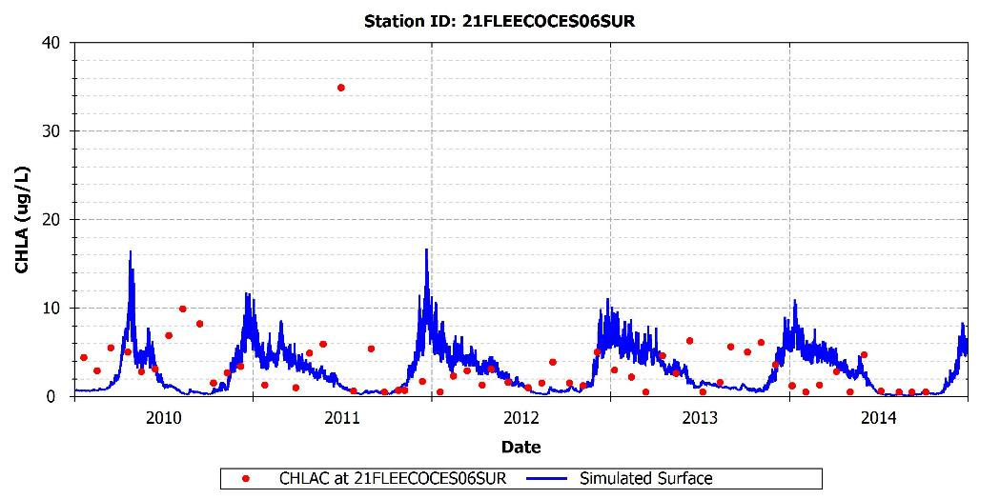 Station ID: 21FLEECOCES06SUR
40
30
20
10
0
CHLA (ug/L)
2010 2011 2012 2013 2014
Date
CHLAC at 21FLEECOCES06SUR Simulated Surface